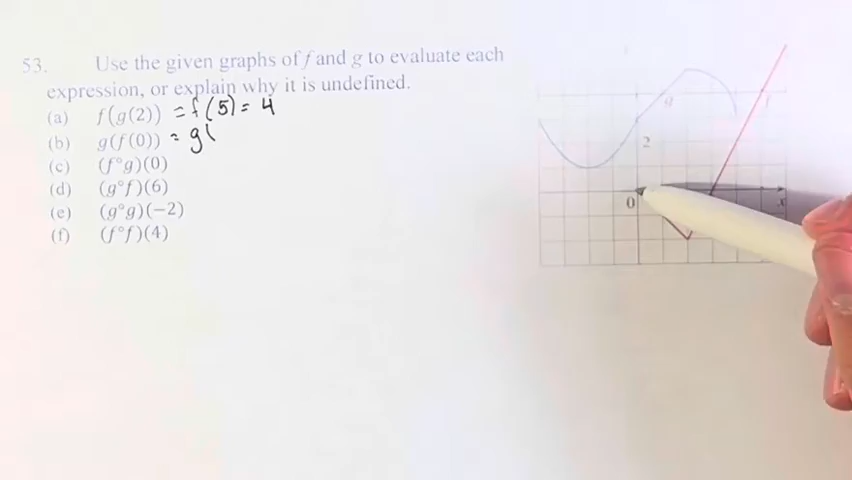 53. Use the given graphs of f and g to evaluate each
expression, or explain why it is undefined.
(a) f(g(2)) = f(5) = 4
(b) g(f(0)) = g(
(c) (f°g)(0)
(d) (g°f)(6)
(e) (g°g)(−2)
(f) (f°f)(4)
g
f
2
0
x